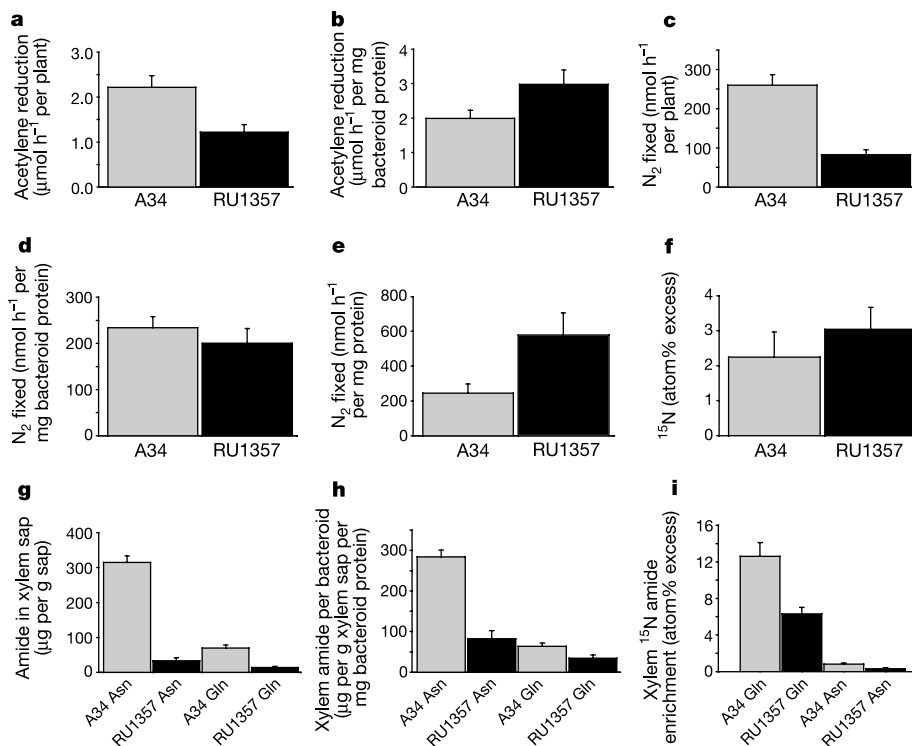 a
Acetylene reduction
(μmol h⁻¹ per plant)
3.0
2.0
1.0
0.0
A34
RU1357
b
Acetylene reduction
(μmol h⁻¹ per mg
bacteroid protein)
4
3
2
1
0
A34
RU1357
c
N₂ fixed (nmol h⁻¹
per plant)
300
200
100
0
A34
RU1357
d
N₂ fixed (nmol h⁻¹ per
mg bacteroid protein)
300
200
100
0
A34
RU1357
e
N₂ fixed (nmol h⁻¹
per mg protein)
800
600
400
200
0
A34
RU1357
f
¹⁵N (atom% excess)
4
3
2
1
0
A34
RU1357
g
Amide in xylem sap
(μg per g sap)
400
300
200
100
0
A34 Asn
RU1357 Asn
A34 Gln
RU1357 Gln
h
Xylem amide per bacteroid
(μg per g xylem sap per
mg bacteroid protein)
300
200
100
0
A34 Asn
RU1357 Asn
A34 Gln
RU1357 Gln
i
Xylem ¹⁵N amide
enrichment (atom% excess)
16
12
8
4
0
A34 Gln
RU1357 Gln
A34 Asn
RU1357 Asn